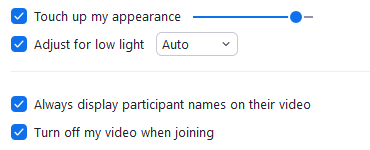 Touch up my appearance
Adjust for low light Auto
Always display participant names on their video
Turn off my video when joining